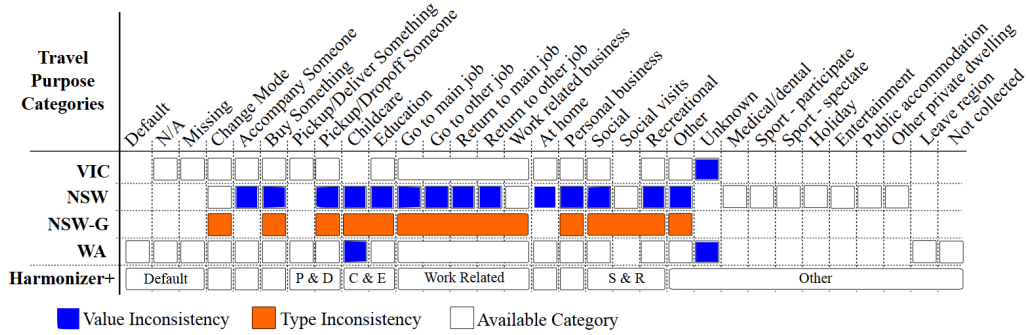 Travel
Purpose
Categories
Default
N/A
Missing
Change Mode
Accompany Someone
Buy Something
Pickup/Deliver Something
Pickup/Dropoff Someone
Childcare
Education
Go to main job
Go to other job
Return to main job
Return to other job
Work related business
At home
Personal business
Social
Social visits
Recreational
Other
Unknown
Medical/dental
Sport - participate
Sport - spectate
Holiday
Entertainment
Public accommodation
Other private dwelling
Leave region
Not collected
VIC
NSW
NSW-G
WA
Harmonizer+
Default
P & D
C & E
Work Related
S & R
Other
Value Inconsistency
Type Inconsistency
Available Category